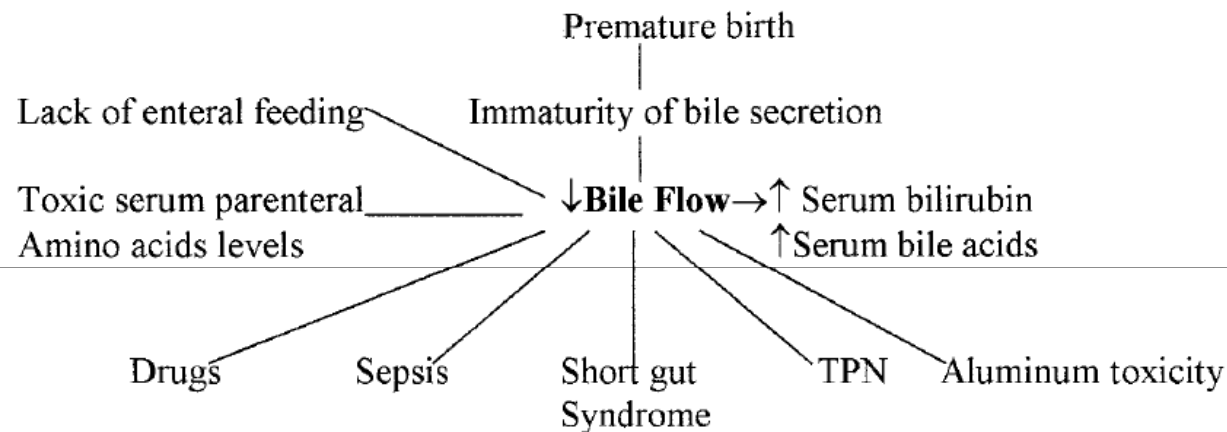 Premature birth
Lack of enteral feeding
Immaturity of bile secretion
Toxic serum parenteral
Amino acids levels
↓Bile Flow→↑ Serum bilirubin
↑Serum bile acids
Drugs
Sepsis
Short gut
Syndrome
TPN
Aluminum toxicity